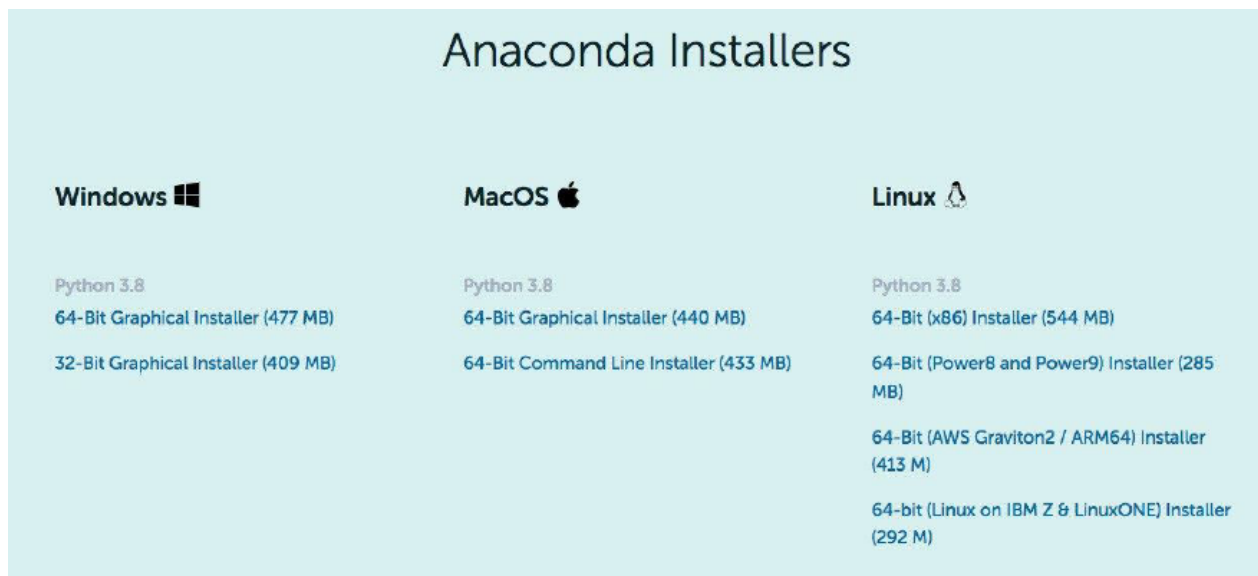 Anaconda Installers
Windows
Python 3.8
64-Bit Graphical Installer (477 MB)
32-Bit Graphical Installer (409 MB)
MacOS
Python 3.8
64-Bit Graphical Installer (440 MB)
64-Bit Command Line Installer (433 MB)
Linux
Python 3.8
64-Bit (x86) Installer (544 MB)
64-Bit (Power8 and Power9) Installer (285
MB)
64-Bit (AWS Graviton2 / ARM64) Installer
(413 M)
64-bit (Linux on IBM Z & LinuxONE) Installer
(292 M)